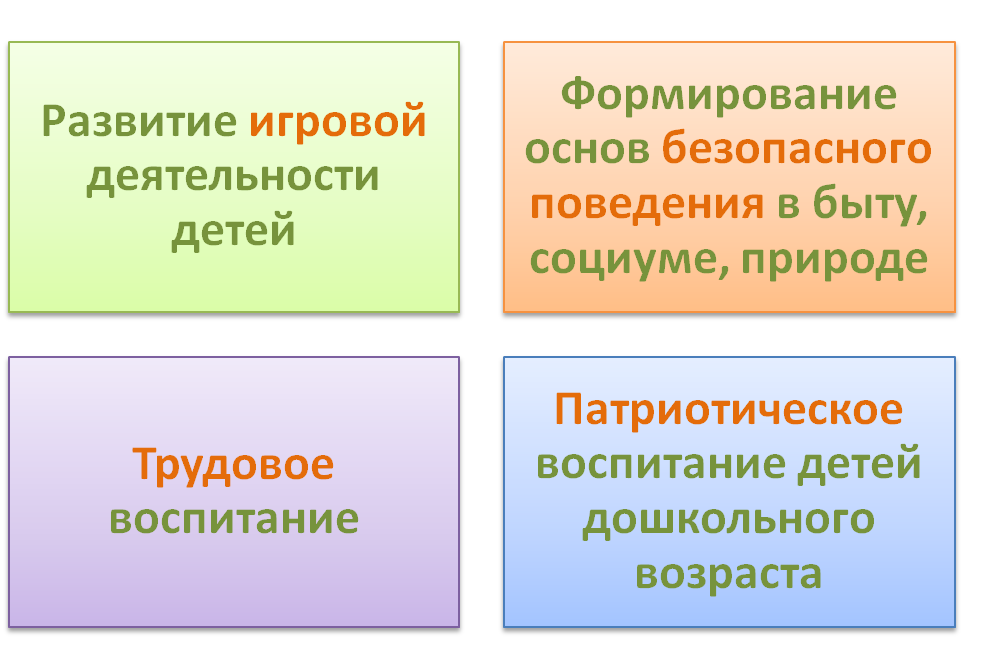 Развитие игровой
деятельности
детей
Формирование
основ безопасного
поведения в быту,
социуме, природе
Трудовое
воспитание
Патриотическое
воспитание детей
дошкольного
возраста